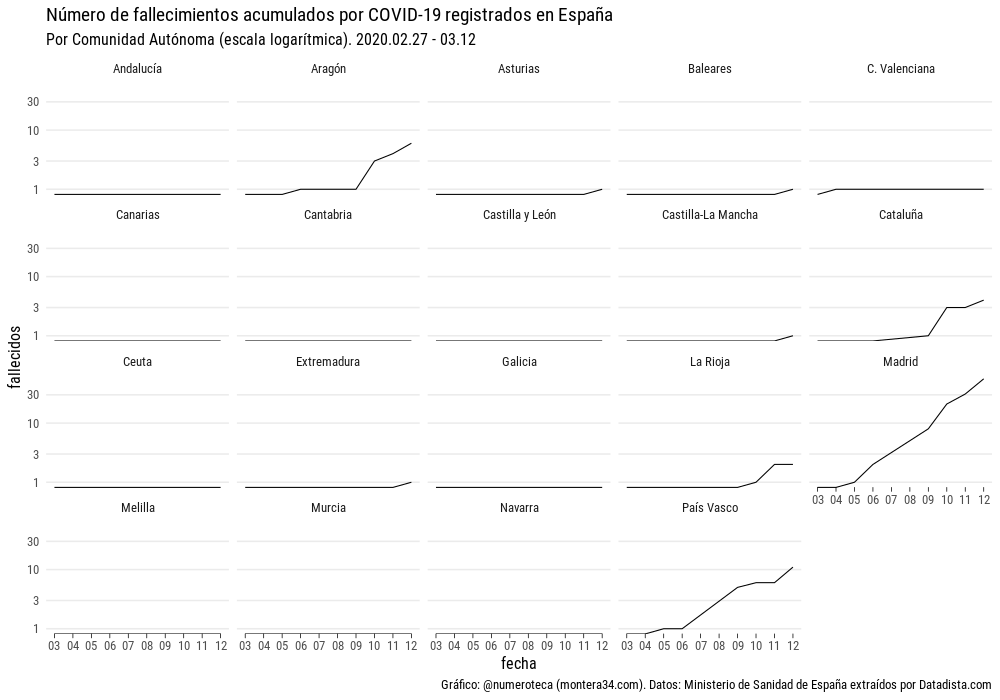 Número de fallecimientos acumulados por COVID-19 registrados en España
Por Comunidad Autónoma (escala logarítmica). 2020.02.27 - 03.12
Andalucía Aragón Asturias Baleares C. Valenciana
30
10
3
1
Canarias Cantabria Castilla y León Castilla-La Mancha Cataluña
30
10
3
1
fallecidos
Ceuta Extremadura Galicia La Rioja Madrid
30
10
3
1
03 04 05 06 07 08 09 10 11 12
Melilla Murcia Navarra País Vasco
30
10
3
1
03 04 05 06 07 08 09 10 11 12 03 04 05 06 07 08 09 10 11 12 03 04 05 06 07 08 09 10 11 12 03 04 05 06 07 08 09 10 11 12
fecha
Gráfico: @numeroteca (montera34.com). Datos: Ministerio de Sanidad de España extraídos por Datadista.com